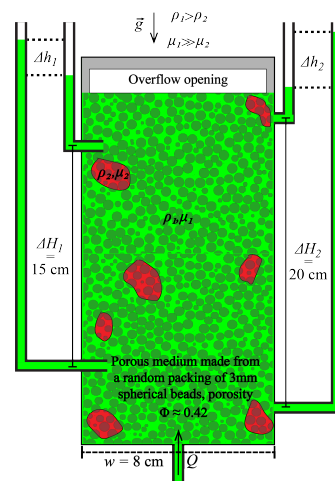 g⃗
ρ₁>ρ₂
μ₁≫μ₂
Δh₁
Δh₂
Overflow opening
ρ₂,μ₂
ρ₁,μ₁
ΔH₁
=
15 cm
ΔH₂
=
20 cm
Porous medium made from
a random packing of 3mm
spherical beads, porosity
Φ ≈ 0.42
w = 8 cm
Q